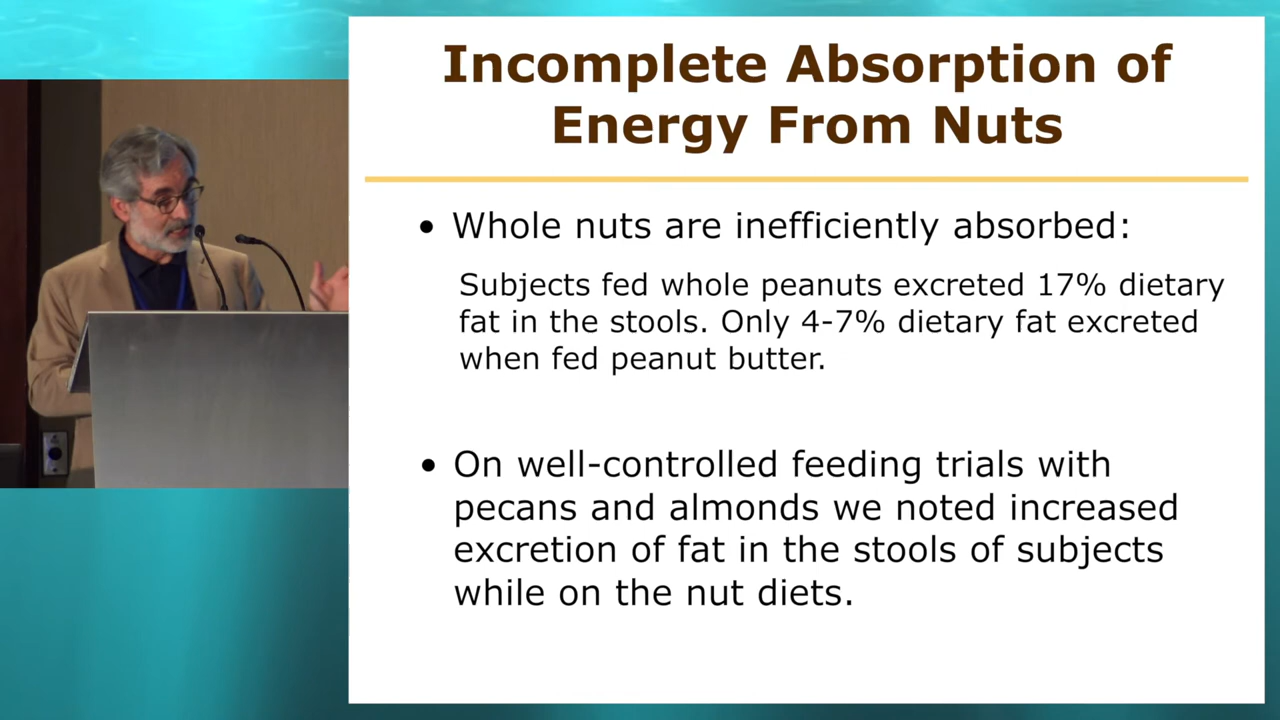 Incomplete Absorption of
Energy From Nuts
• Whole nuts are inefficiently absorbed:
Subjects fed whole peanuts excreted 17% dietary
fat in the stools. Only 4-7% dietary fat excreted
when fed peanut butter.
• On well-controlled feeding trials with
pecans and almonds we noted increased
excretion of fat in the stools of subjects
while on the nut diets.